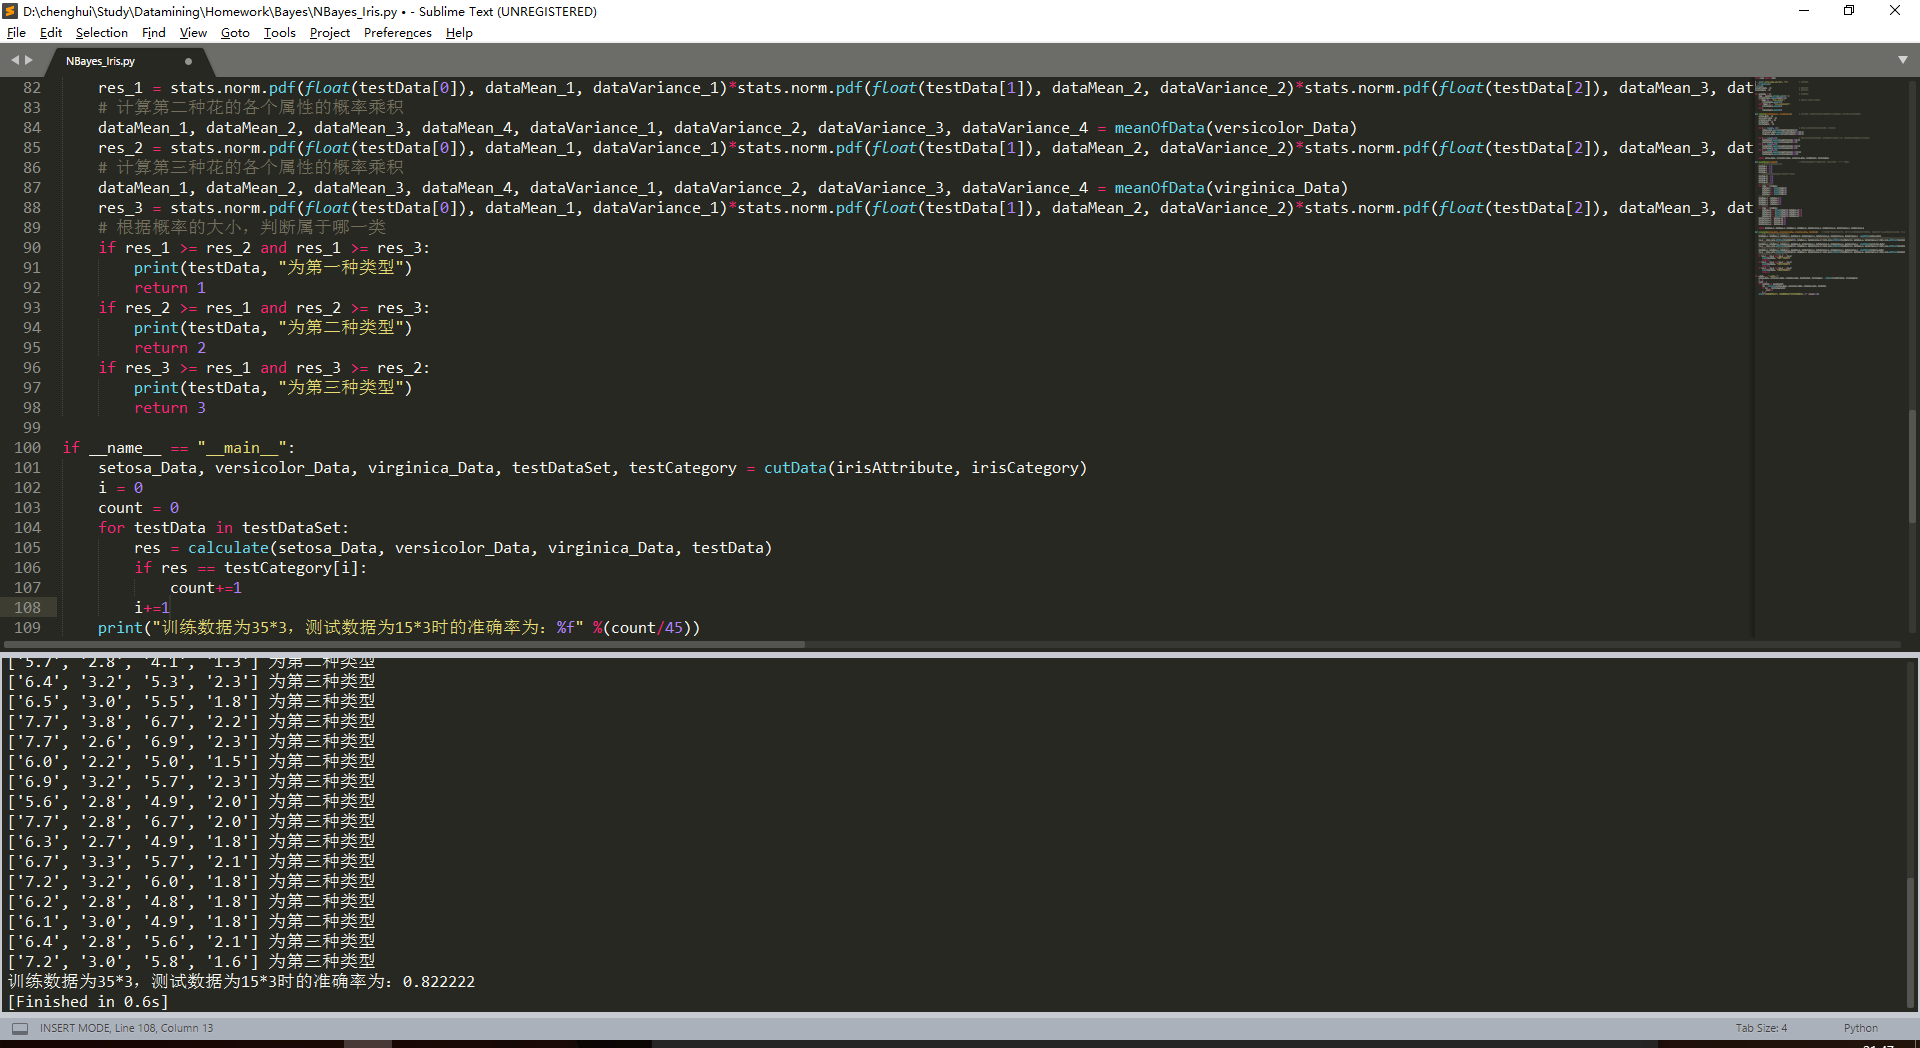 D:\chenghui\Study\Datamining\Homework\Bayes\NBayes_Iris.py • - Sublime Text (UNREGISTERED)
File Edit Selection Find View Goto Tools Project Preferences Help
NBayes_Iris.py
82 res_1 = stats.norm.pdf(float(testData[0]), dataMean_1, dataVariance_1)*stats.norm.pdf(float(testData[1]), dataMean_2, dataVariance_2)*stats.norm.pdf(float(testData[2]), dataMean_3, dat
83 # 计算第二种花的各个属性的概率乘积
84 dataMean_1, dataMean_2, dataMean_3, dataMean_4, dataVariance_1, dataVariance_2, dataVariance_3, dataVariance_4 = meanOfData(versicolor_Data)
85 res_2 = stats.norm.pdf(float(testData[0]), dataMean_1, dataVariance_1)*stats.norm.pdf(float(testData[1]), dataMean_2, dataVariance_2)*stats.norm.pdf(float(testData[2]), dataMean_3, dat
86 # 计算第三种花的各个属性的概率乘积
87 dataMean_1, dataMean_2, dataMean_3, dataMean_4, dataVariance_1, dataVariance_2, dataVariance_3, dataVariance_4 = meanOfData(virginica_Data)
88 res_3 = stats.norm.pdf(float(testData[0]), dataMean_1, dataVariance_1)*stats.norm.pdf(float(testData[1]), dataMean_2, dataVariance_2)*stats.norm.pdf(float(testData[2]), dataMean_3, dat
89 # 根据概率的大小，判断属于哪一类
90 if res_1 >= res_2 and res_1 >= res_3:
91 print(testData, "为第一种类型")
92 return 1
93 if res_2 >= res_1 and res_2 >= res_3:
94 print(testData, "为第二种类型")
95 return 2
96 if res_3 >= res_1 and res_3 >= res_2:
97 print(testData, "为第三种类型")
98 return 3
99
100 if __name__ == "__main__":
101 setosa_Data, versicolor_Data, virginica_Data, testDataSet, testCategory = cutData(irisAttribute, irisCategory)
102 i = 0
103 count = 0
104 for testData in testDataSet:
105 res = calculate(setosa_Data, versicolor_Data, virginica_Data, testData)
106 if res == testCategory[i]:
107 count+=1
108 i+=1
109 print("训练数据为35*3，测试数据为15*3时的准确率为：%f" %(count/45))
['5.7', '2.8', '4.1', '1.3'] 为第二种类型
['6.4', '3.2', '5.3', '2.3'] 为第三种类型
['6.5', '3.0', '5.5', '1.8'] 为第三种类型
['7.7', '3.8', '6.7', '2.2'] 为第三种类型
['7.7', '2.6', '6.9', '2.3'] 为第三种类型
['6.0', '2.2', '5.0', '1.5'] 为第二种类型
['6.9', '3.2', '5.7', '2.3'] 为第三种类型
['5.6', '2.8', '4.9', '2.0'] 为第二种类型
['7.7', '2.8', '6.7', '2.0'] 为第三种类型
['6.3', '2.7', '4.9', '1.8'] 为第三种类型
['6.7', '3.3', '5.7', '2.1'] 为第三种类型
['7.2', '3.2', '6.0', '1.8'] 为第三种类型
['6.2', '2.8', '4.8', '1.8'] 为第二种类型
['6.1', '3.0', '4.9', '1.8'] 为第二种类型
['6.4', '2.8', '5.6', '2.1'] 为第三种类型
['7.2', '3.0', '5.8', '1.6'] 为第三种类型
训练数据为35*3，测试数据为15*3时的准确率为：0.822222
[Finished in 0.6s]
INSERT MODE, Line 108, Column 13 Tab Size: 4 Python